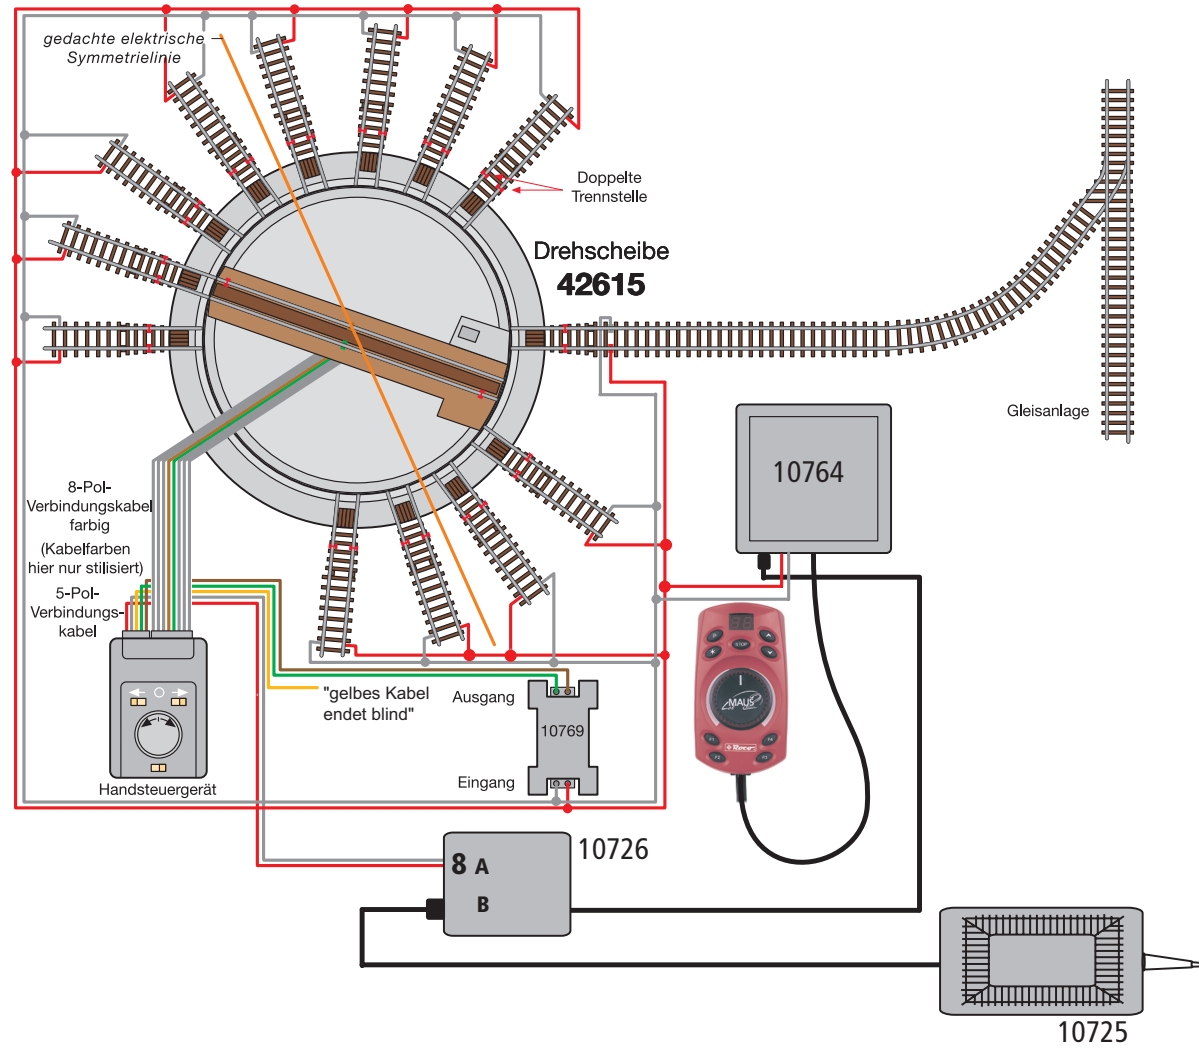 gedachte elektrische
Symmetrielinie
Doppelte
Trennstelle
Drehscheibe
42615
Gleisanlage
10764
8-Pol-
Verbindungskabel
farbig
(Kabelfarben
hier nur stilisiert)
5-Pol-
Verbindungs-
kabel
"gelbes Kabel
endet blind"
Ausgang
10769
Eingang
Handsteuergerät
STOP
MAUS
Roco
8 A
B
10726
10725